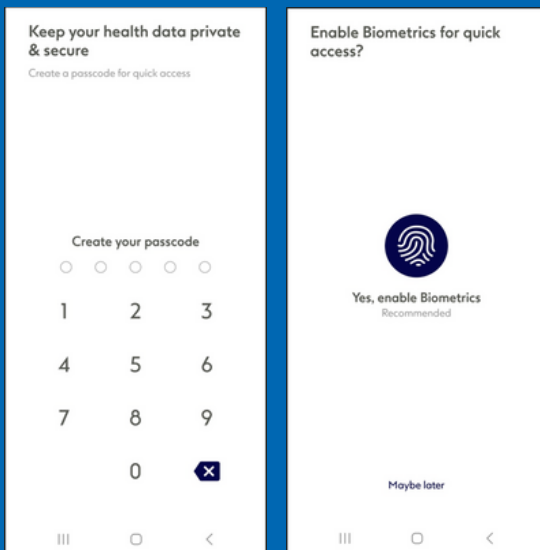 Keep your health data private
& secure
Create a passcode for quick access
Create your passcode
1 2 3
4 5 6
7 8 9
0
Enable Biometrics for quick
access?
Yes, enable Biometrics
Recommended
Maybe later